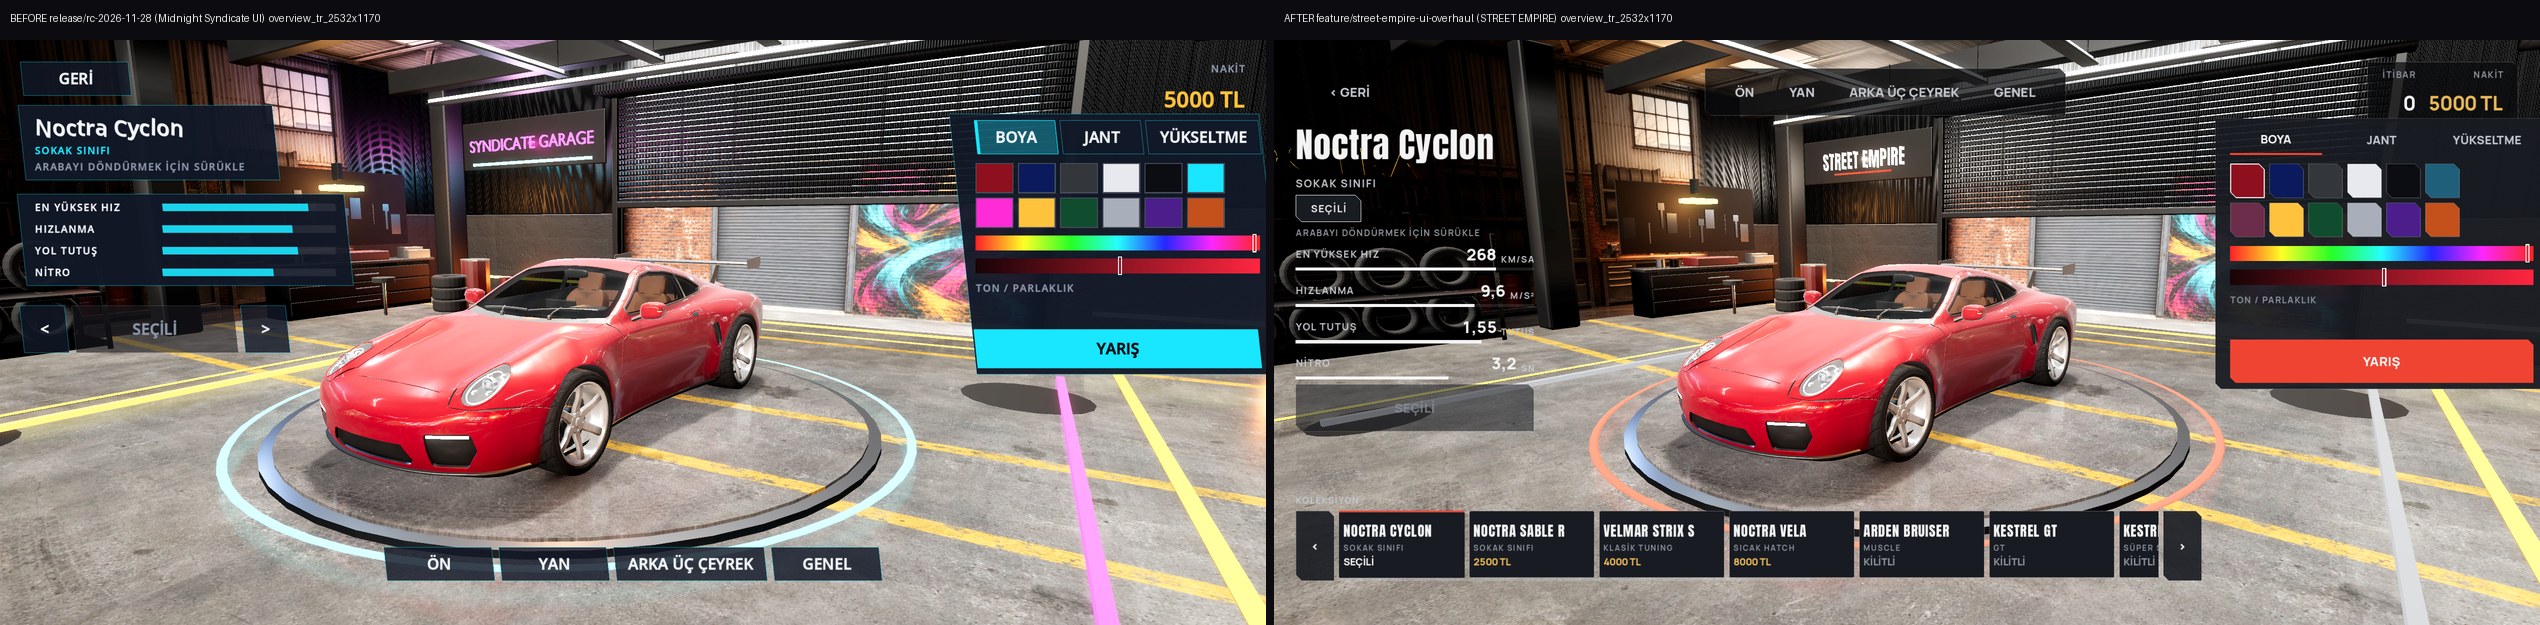 BEFORE release/rc-2026-11-28 (Midnight Syndicate UI) overview_tr_2532x1170
GERİ
Noctra Cyclon
SOKAK SINIFI
ARABAYI DÖNDÜRMEK İÇİN SÜRÜKLE
EN YÜKSEK HIZ
HIZLANMA
YOL TUTUŞ
NİTRO
< SEÇİLİ >
SYNDICATE GARAGE
NAKİT
5000 TL
BOYA JANT YÜKSELTME
TON / PARLAKLIK
YARIŞ
ÖN YAN ARKA ÜÇ ÇEYREK GENEL
AFTER feature/street-empire-ui-overhaul (STREET EMPIRE) overview_tr_2532x1170
‹ GERİ
ÖN YAN ARKA ÜÇ ÇEYREK GENEL
İTİBAR NAKİT
0 5000 TL
Noctra Cyclon
SOKAK SINIFI
SEÇİLİ
ARABAYI DÖNDÜRMEK İÇİN SÜRÜKLE
EN YÜKSEK HIZ 268 KM/SA
HIZLANMA 9,6 M/S²
YOL TUTUŞ 1,55
NİTRO 3,2 SN
SEÇİLİ
STREET EMPIRE
BOYA JANT YÜKSELTME
TON / PARLAKLIK
YARIŞ
KOLEKSİYON
‹ NOCTRA CYCLON NOCTRA SABLE R VELMAR STRIX S NOCTRA VELA ARDEN BRUISER KESTREL GT KESTR ›
SOKAK SINIFI SOKAK SINIFI KLASİK TUNING SICAK HATCH MUSCLE GT SÜPER
SEÇİLİ 2500 TL 4000 TL 8000 TL KİLİTLİ KİLİTLİ KİLİTLİ